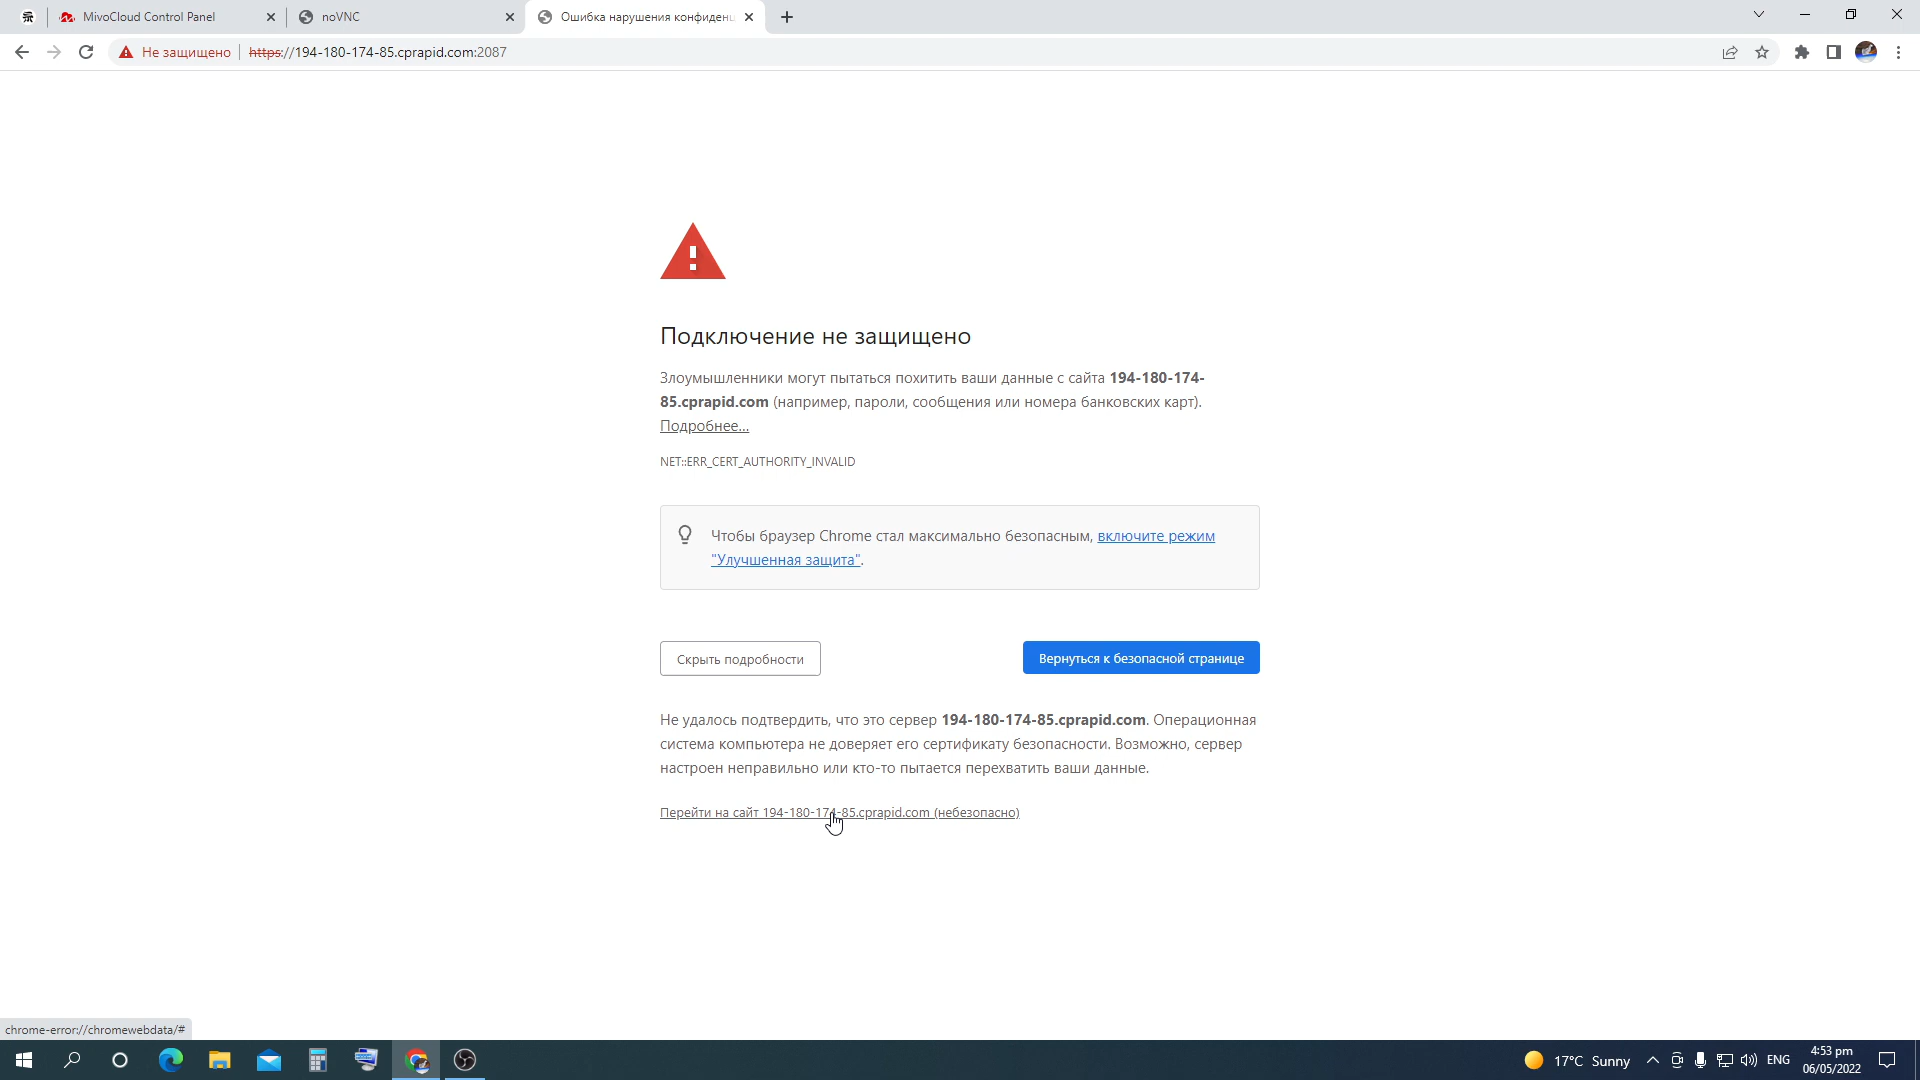 MivoCloud Control Panel
noVNC
Ошибка нарушения конфиденц
Не защищено
https://194-180-174-85.cprapid.com:2087
Подключение не защищено
Злоумышленники могут пытаться похитить ваши данные с сайта 194-180-174-
85.cprapid.com (например, пароли, сообщения или номера банковских карт).
Подробнее...
NET::ERR_CERT_AUTHORITY_INVALID
Чтобы браузер Chrome стал максимально безопасным, включите режим
"Улучшенная защита".
Скрыть подробности
Вернуться к безопасной странице
Не удалось подтвердить, что это сервер 194-180-174-85.cprapid.com. Операционная
система компьютера не доверяет его сертификату безопасности. Возможно, сервер
настроен неправильно или кто-то пытается перехватить ваши данные.
Перейти на сайт 194-180-174-85.cprapid.com (небезопасно)
chrome-error://chromewebdata/#
17°C Sunny
ENG
4:53 pm
06/05/2022